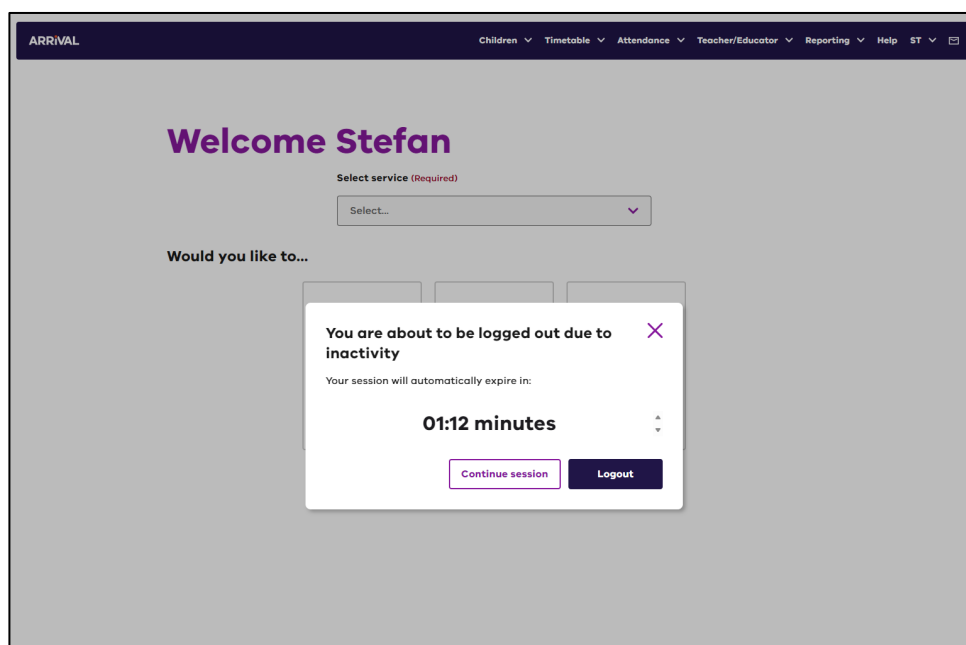 ARRiVAL
Children Timetable Attendance Teacher/Educator Reporting Help ST
Welcome Stefan
Select service (Required)
Select...
Would you like to...
You are about to be logged out due to
inactivity
Your session will automatically expire in:
01:12 minutes
Continue session Logout